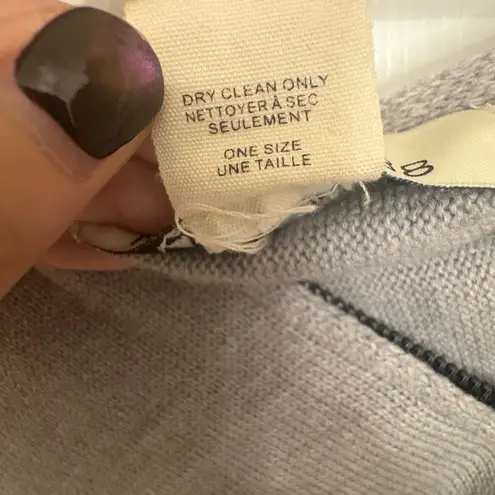 DRY CLEAN ONLY
NETTOYER À SEC
SEULEMENT
ONE SIZE
UNE TAILLE
B